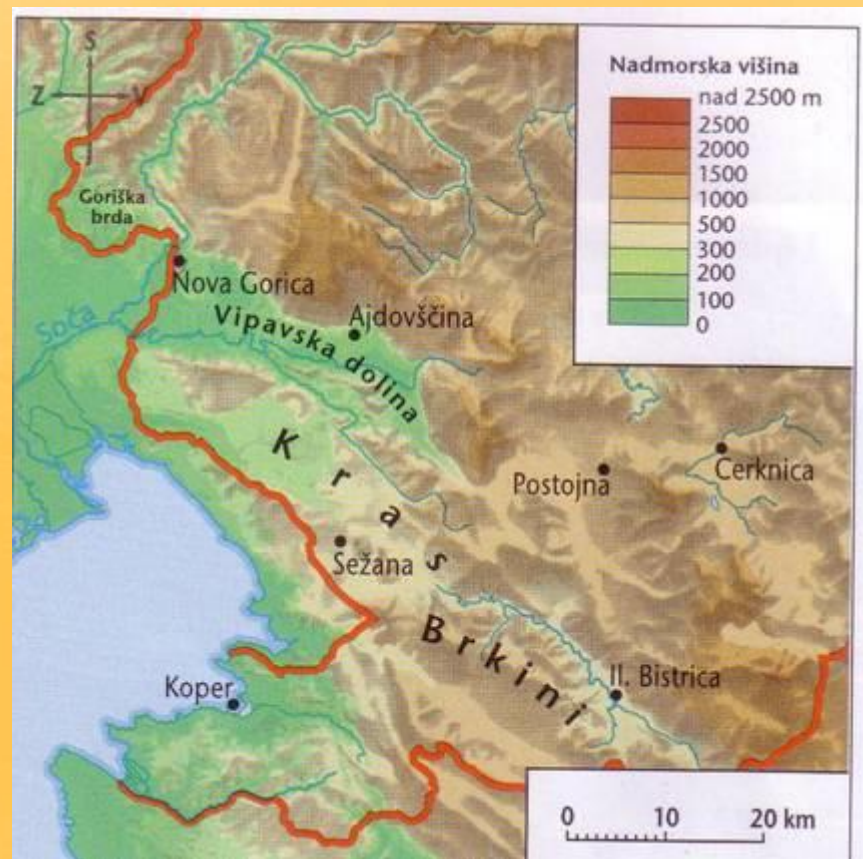 S
Z V
J
Goriška
brda
Nova Gorica
Soča
Vipavska dolina
Ajdovščina
Kras
Postojna
Cerknica
Sežana
Brkini
Koper
Il. Bistrica
Nadmorska višina
nad 2500 m
2500
2000
1500
1000
500
300
200
100
0
0 10 20 km